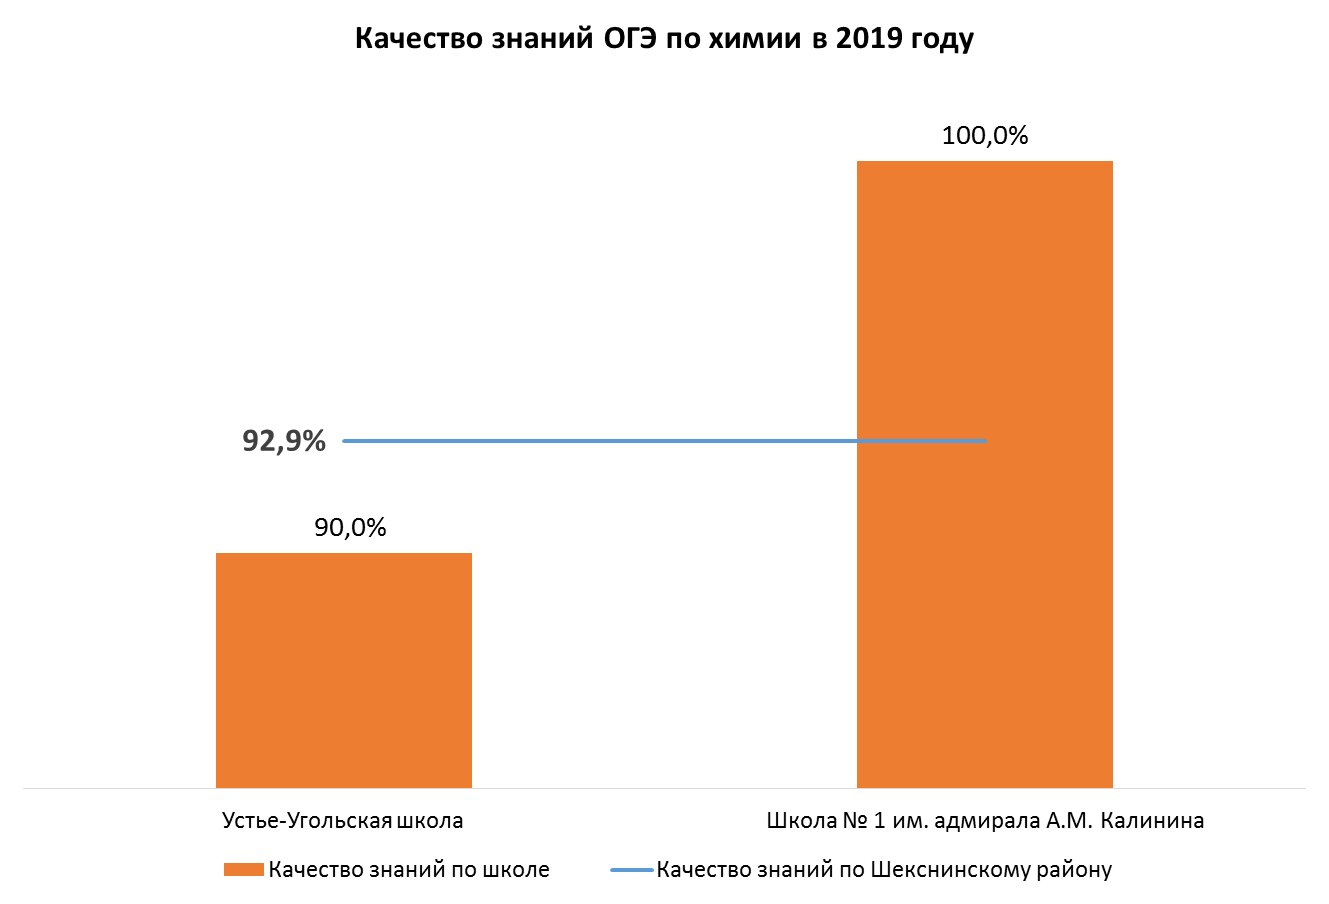 Качество знаний ОГЭ по химии в 2019 году
100,0%
92,9%
90,0%
Устье-Угольская школа
Школа № 1 им. адмирала А.М. Калинина
Качество знаний по школе
Качество знаний по Шекснинскому району